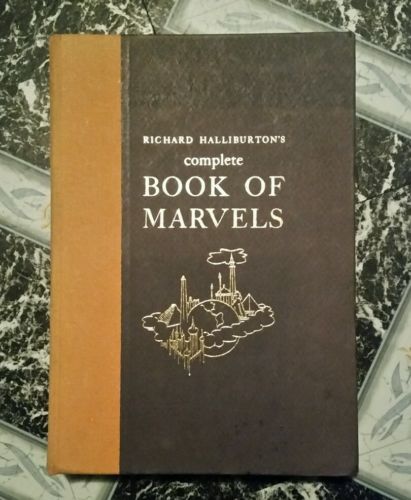 RICHARD HALLIBURTON'S
complete
BOOK OF
MARVELS